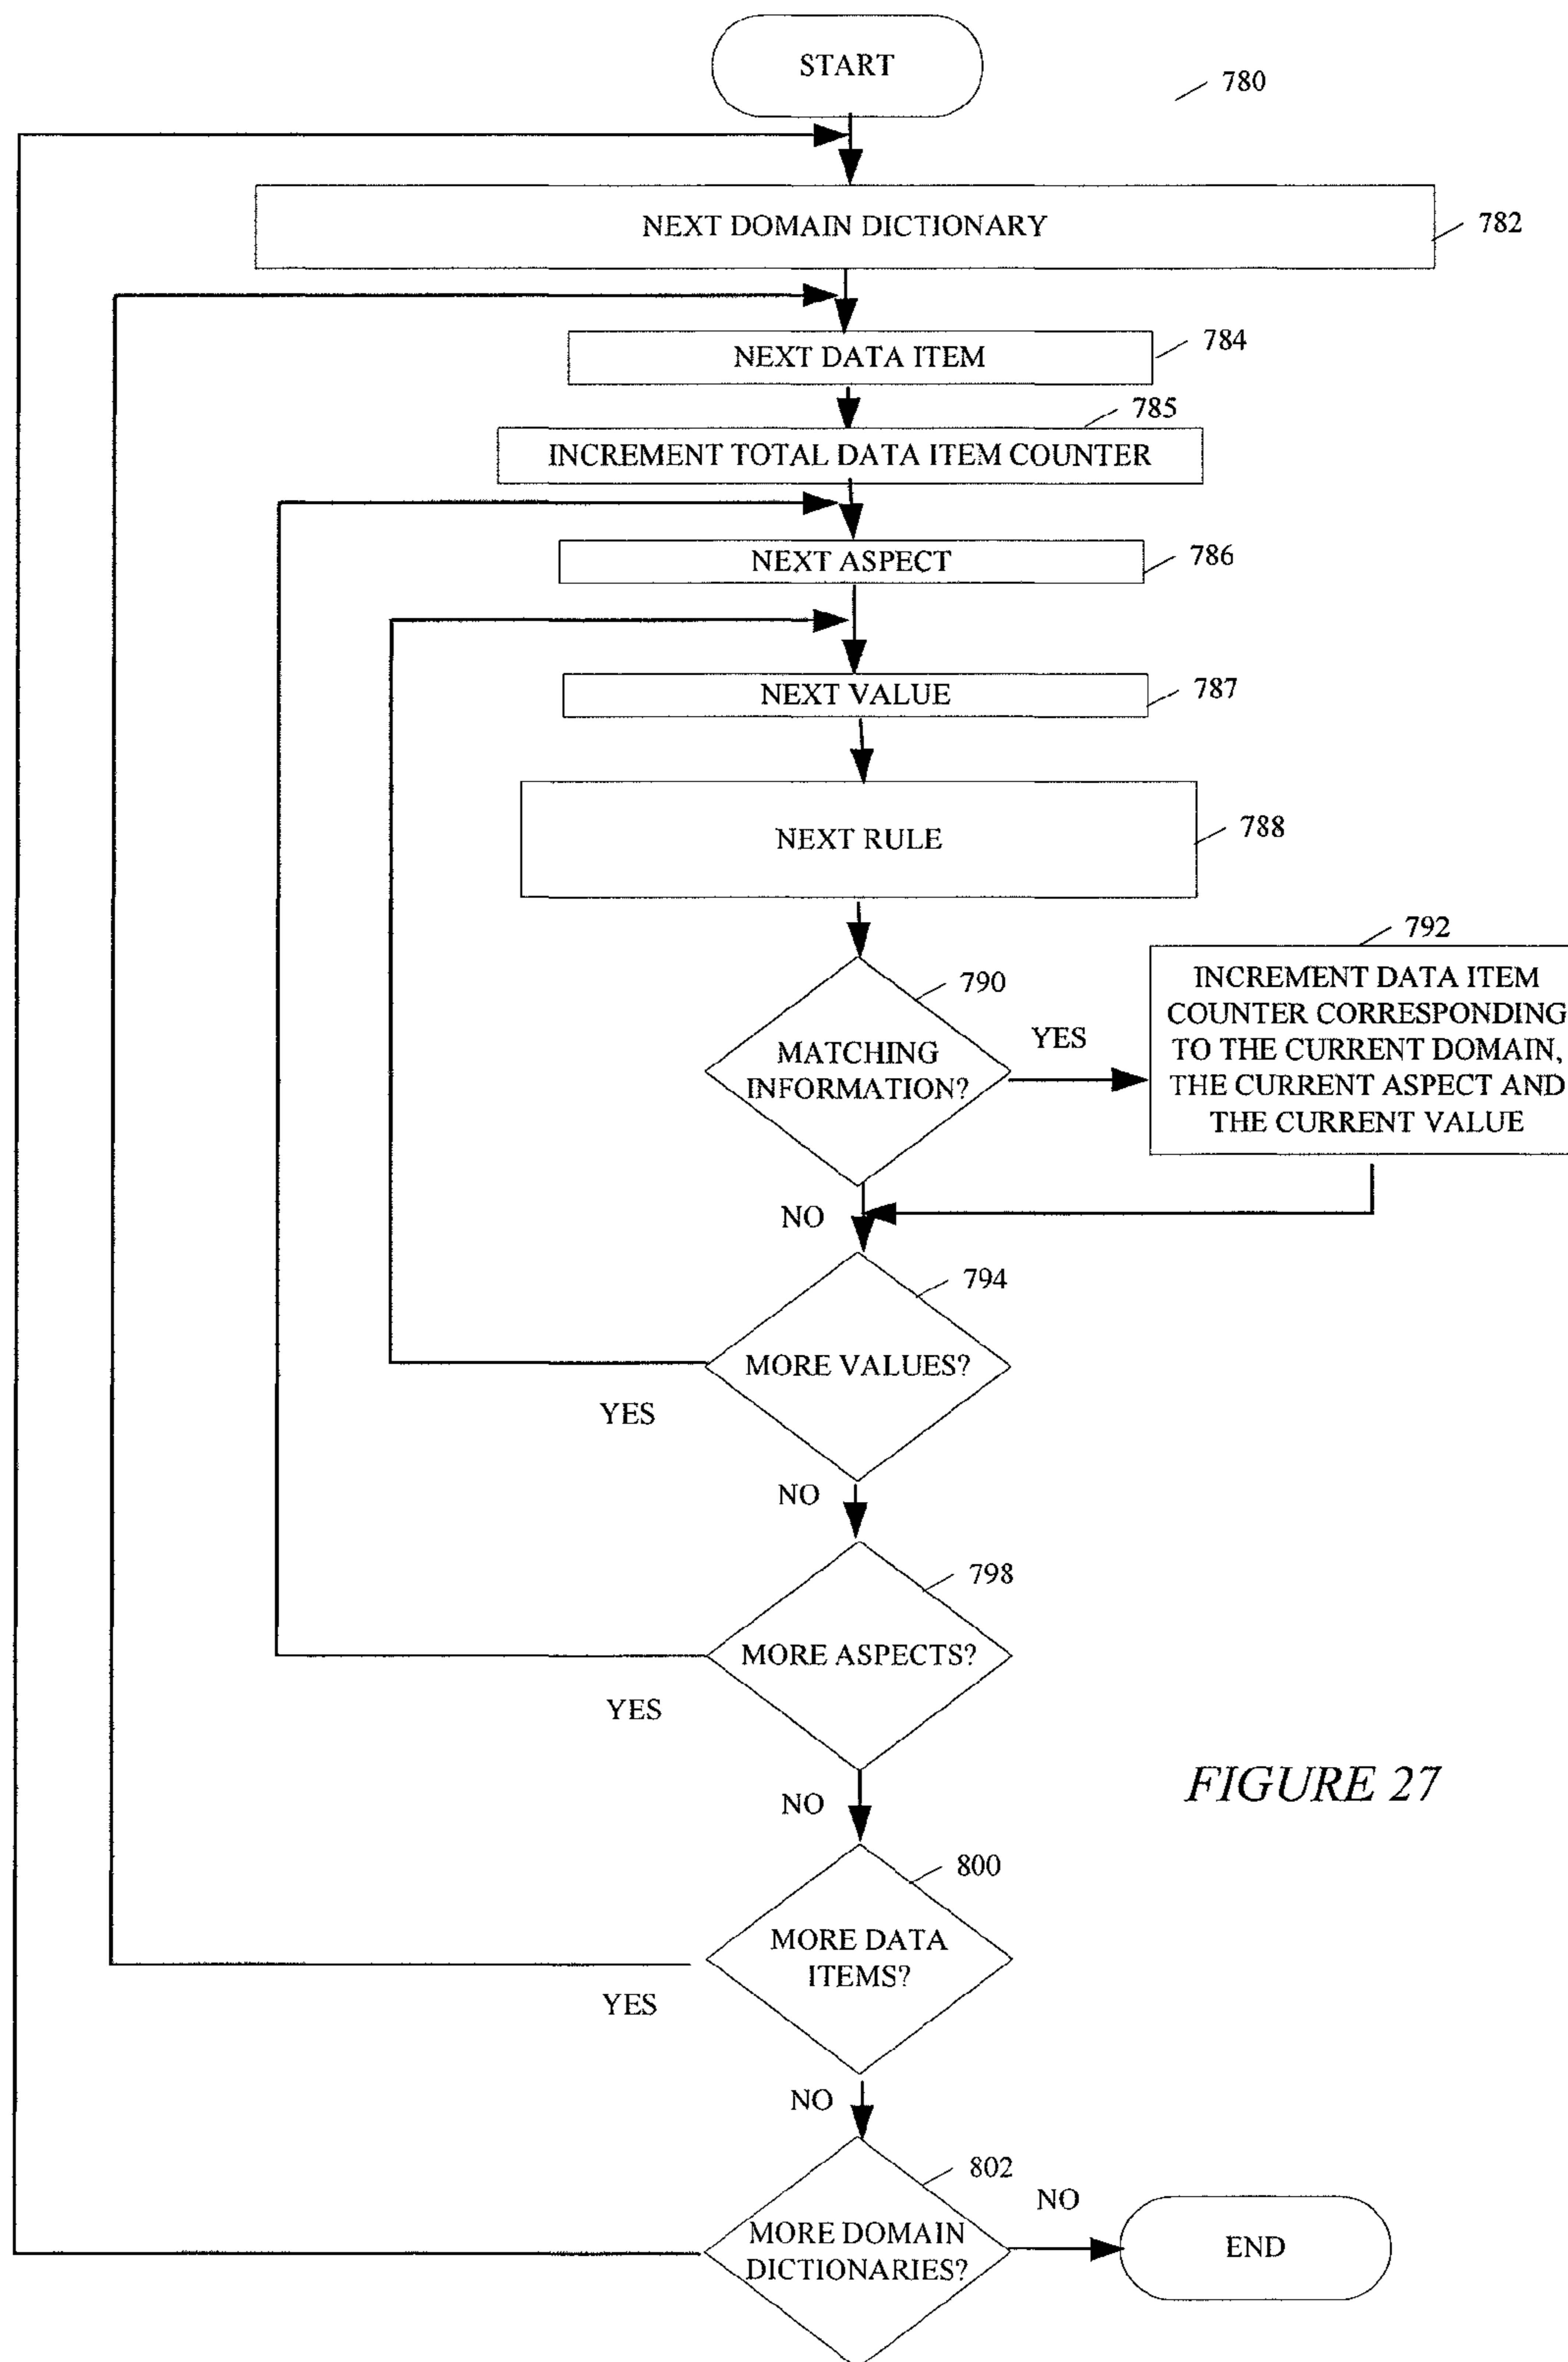 START
780
NEXT DOMAIN DICTIONARY
782
NEXT DATA ITEM
784
785
INCREMENT TOTAL DATA ITEM COUNTER
NEXT ASPECT
786
NEXT VALUE
787
NEXT RULE
788
790
MATCHING
INFORMATION?
YES
792
INCREMENT DATA ITEM
COUNTER CORRESPONDING
TO THE CURRENT DOMAIN,
THE CURRENT ASPECT AND
THE CURRENT VALUE
NO
794
MORE VALUES?
YES
NO
798
MORE ASPECTS?
YES
NO
FIGURE 27
800
MORE DATA
ITEMS?
YES
NO
802
MORE DOMAIN
DICTIONARIES?
NO
END